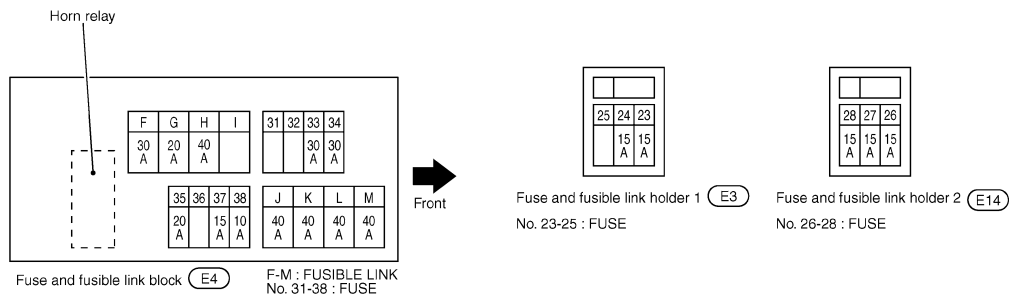 Horn relay
F G H I
30 A 20 A 40 A
31 32 33 34
30 A 30 A
35 36 37 38
20 A 15 A 10 A
J K L M
40 A 40 A 40 A 40 A
Front
Fuse and fusible link block E4
F-M : FUSIBLE LINK
No. 31-38 : FUSE
25 24 23
15 A 15 A
Fuse and fusible link holder 1 E3
No. 23-25 : FUSE
28 27 26
15 A 15 A 15 A
Fuse and fusible link holder 2 E14
No. 26-28 : FUSE